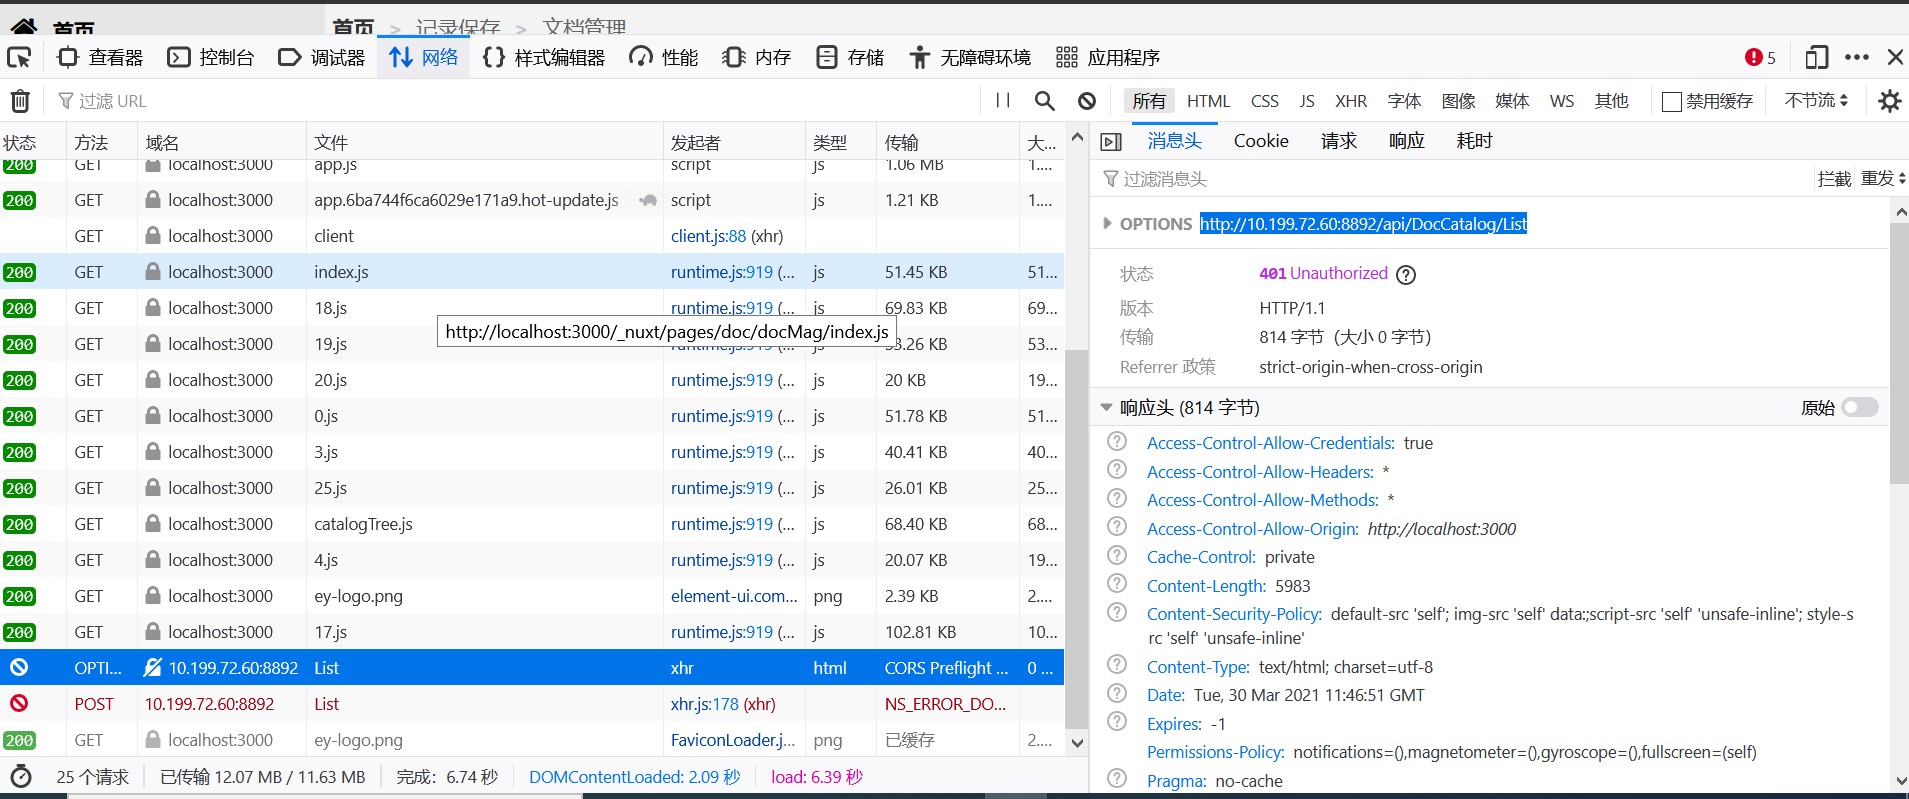 首页 首页 > 记录保存 > 文档管理
查看器 控制台 调试器 网络 {} 样式编辑器 性能 内存 存储 无障碍环境 应用程序 5
过滤 URL 所有 HTML CSS JS XHR 字体 图像 媒体 WS 其他 禁用缓存 不节流
状态 方法 域名 文件 发起者 类型 传输 大...
200 GET localhost:3000 app.js script js 1.06 MB 1....
200 GET localhost:3000 app.6ba744f6ca6029e171a9.hot-update.js script js 1.21 KB 1....
GET localhost:3000 client client.js:88 (xhr)
200 GET localhost:3000 index.js runtime.js:919 (... js 51.45 KB 51...
200 GET localhost:3000 18.js runtime.js:919 (... js 69.83 KB 69...
http://localhost:3000/_nuxt/pages/doc/docMag/index.js
200 GET localhost:3000 19.js runtime.js:919 (... js 53.26 KB 53...
200 GET localhost:3000 20.js runtime.js:919 (... js 20 KB 19...
200 GET localhost:3000 0.js runtime.js:919 (... js 51.78 KB 51...
200 GET localhost:3000 3.js runtime.js:919 (... js 40.41 KB 40...
200 GET localhost:3000 25.js runtime.js:919 (... js 26.01 KB 25...
200 GET localhost:3000 catalogTree.js runtime.js:919 (... js 68.40 KB 68...
200 GET localhost:3000 4.js runtime.js:919 (... js 20.07 KB 19...
200 GET localhost:3000 ey-logo.png element-ui.com... png 2.39 KB 2....
200 GET localhost:3000 17.js runtime.js:919 (... js 102.81 KB 10...
OPTI... 10.199.72.60:8892 List xhr html CORS Preflight ... 0 ...
POST 10.199.72.60:8892 List xhr.js:178 (xhr) NS_ERROR_DO...
200 GET localhost:3000 ey-logo.png FaviconLoader.j... png 已缓存 2....
25 个请求 已传输 12.07 MB / 11.63 MB 完成：6.74 秒 DOMContentLoaded: 2.09 秒 load: 6.39 秒
消息头 Cookie 请求 响应 耗时
过滤消息头 拦截 重发
OPTIONS http://10.199.72.60:8892/api/DocCatalog/List
状态 401 Unauthorized
版本 HTTP/1.1
传输 814 字节（大小 0 字节）
Referrer 政策 strict-origin-when-cross-origin
响应头 (814 字节) 原始
Access-Control-Allow-Credentials: true
Access-Control-Allow-Headers: *
Access-Control-Allow-Methods: *
Access-Control-Allow-Origin: http://localhost:3000
Cache-Control: private
Content-Length: 5983
Content-Security-Policy: default-src 'self'; img-src 'self' data:;script-src 'self' 'unsafe-inline'; style-s
rc 'self' 'unsafe-inline'
Content-Type: text/html; charset=utf-8
Date: Tue, 30 Mar 2021 11:46:51 GMT
Expires: -1
Permissions-Policy: notifications=(),magnetometer=(),gyroscope=(),fullscreen=(self)
Pragma: no-cache